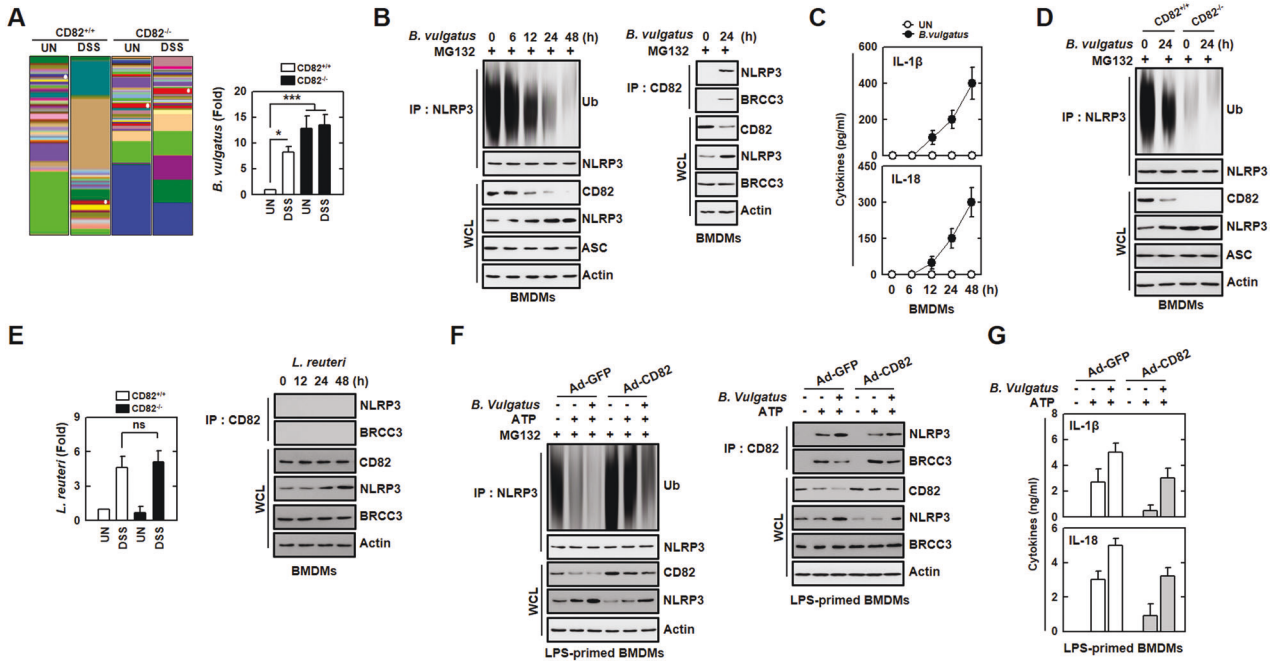 A
CD82+/+ CD82-/-
UN DSS UN DSS
CD82+/+
CD82-/-
B. vulgatus (Fold)
20
15
10
5
0
***
*
UN DSS UN DSS
B
B. vulgatus 0 6 12 24 48 (h)
MG132 + + + + +
IP : NLRP3
Ub
NLRP3
WCL
CD82
NLRP3
ASC
Actin
BMDMs
B. vulgatus 0 24 (h)
MG132 + +
IP : CD82
NLRP3
BRCC3
WCL
CD82
NLRP3
BRCC3
Actin
BMDMs
C
UN
B.vulgatus
Cytokines (pg/ml)
IL-1β
600
400
200
0
IL-18
450
300
150
0
0 6 12 24 48 (h)
BMDMs
D
CD82+/+ CD82-/-
B. vulgatus 0 24 0 24 (h)
MG132 + + + +
IP : NLRP3
Ub
NLRP3
WCL
CD82
NLRP3
ASC
Actin
BMDMs
E
CD82+/+
CD82-/-
L. reuteri (Fold)
9
6
3
0
ns
UN DSS UN DSS
L. reuteri
0 12 24 48 (h)
IP : CD82
NLRP3
BRCC3
WCL
CD82
NLRP3
BRCC3
Actin
BMDMs
F
Ad-GFP Ad-CD82
B. Vulgatus - - + - - +
ATP - + + - + +
MG132 + + + + + +
IP : NLRP3
Ub
NLRP3
WCL
CD82
NLRP3
Actin
LPS-primed BMDMs
Ad-GFP Ad-CD82
B. Vulgatus - - + - - +
ATP - + + - + +
IP : CD82
NLRP3
BRCC3
WCL
CD82
NLRP3
BRCC3
Actin
LPS-primed BMDMs
G
Ad-GFP Ad-CD82
B. Vulgatus - - + - - +
ATP - + + - + +
Cytokines (ng/ml)
IL-1β
6
4
2
0
IL-18
6
4
2
0
LPS-primed BMDMs